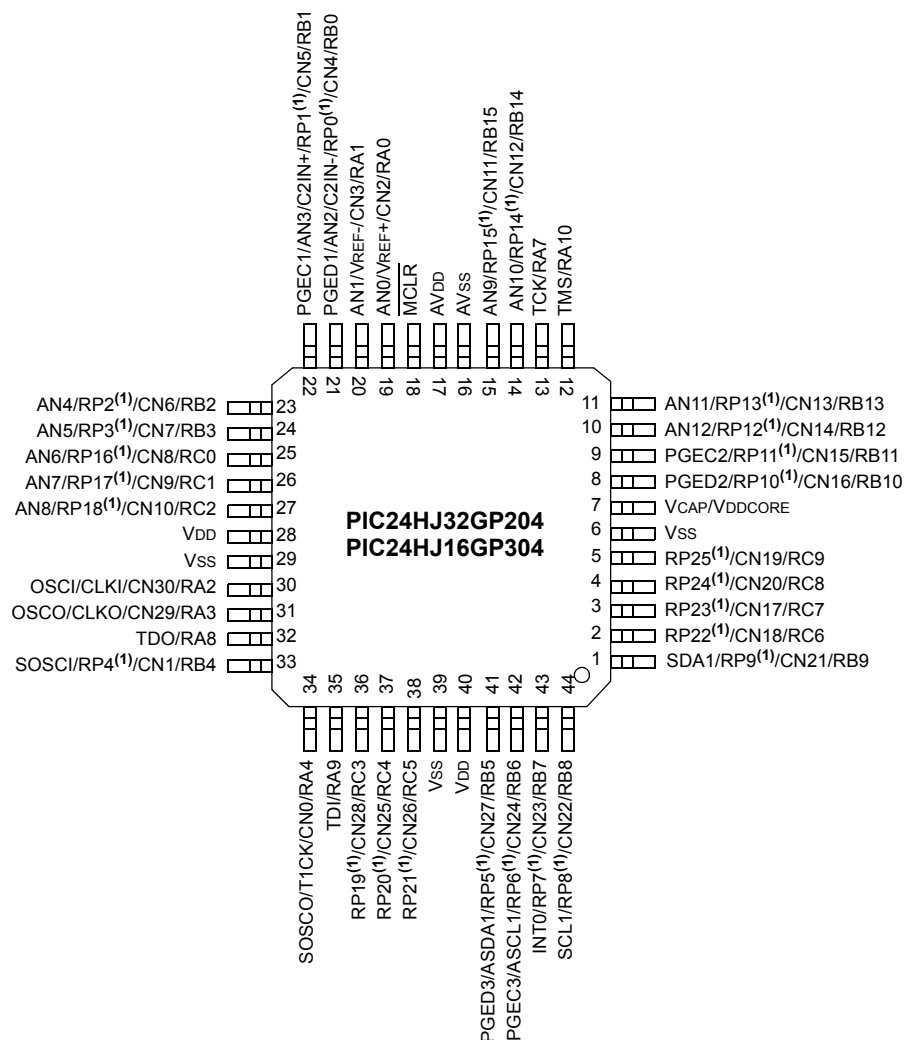 PGEC1/AN3/C2IN+/RP1(1)/CN5/RB1
PGED1/AN2/C2IN-/RP0(1)/CN4/RB0
AN1/VREF-/CN3/RA1
AN0/VREF+/CN2/RA0
MCLR
AVDD
AVSS
AN9/RP15(1)/CN11/RB15
AN10/RP14(1)/CN12/RB14
TCK/RA7
TMS/RA10
22
21
20
19
18
17
16
15
14
13
12
AN4/RP2(1)/CN6/RB2 23
AN5/RP3(1)/CN7/RB3 24
AN6/RP16(1)/CN8/RC0 25
AN7/RP17(1)/CN9/RC1 26
AN8/RP18(1)/CN10/RC2 27
VDD 28
VSS 29
OSCI/CLKI/CN30/RA2 30
OSCO/CLKO/CN29/RA3 31
TDO/RA8 32
SOSCI/RP4(1)/CN1/RB4 33
PIC24HJ32GP204
PIC24HJ16GP304
11 AN11/RP13(1)/CN13/RB13
10 AN12/RP12(1)/CN14/RB12
9 PGEC2/RP11(1)/CN15/RB11
8 PGED2/RP10(1)/CN16/RB10
7 VCAP/VDDCORE
6 VSS
5 RP25(1)/CN19/RC9
4 RP24(1)/CN20/RC8
3 RP23(1)/CN17/RC7
2 RP22(1)/CN18/RC6
1 SDA1/RP9(1)/CN21/RB9
34
35
36
37
38
39
40
41
42
43
44
SOSCO/T1CK/CN0/RA4
TDI/RA9
RP19(1)/CN28/RC3
RP20(1)/CN25/RC4
RP21(1)/CN26/RC5
VSS
VDD
PGED3/ASDA1/RP5(1)/CN27/RB5
PGEC3/ASCL1/RP6(1)/CN24/RB6
INT0/RP7(1)/CN23/RB7
SCL1/RP8(1)/CN22/RB8